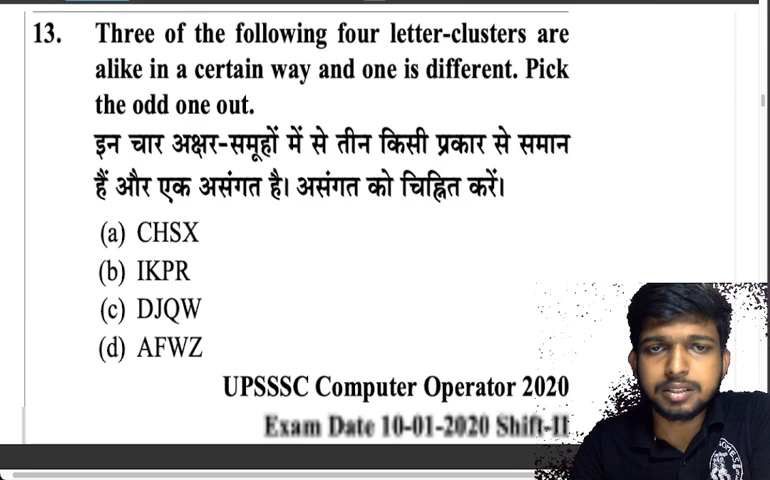 13. Three of the following four letter-clusters are
alike in a certain way and one is different. Pick
the odd one out.
इन चार अक्षर-समूहों में से तीन किसी प्रकार से समान
हैं और एक असंगत है। असंगत को चिह्नित करें।
(a) CHSX
(b) IKPR
(c) DJQW
(d) AFWZ
UPSSSC Computer Operator 2020
Exam Date 10-01-2020 Shift-II